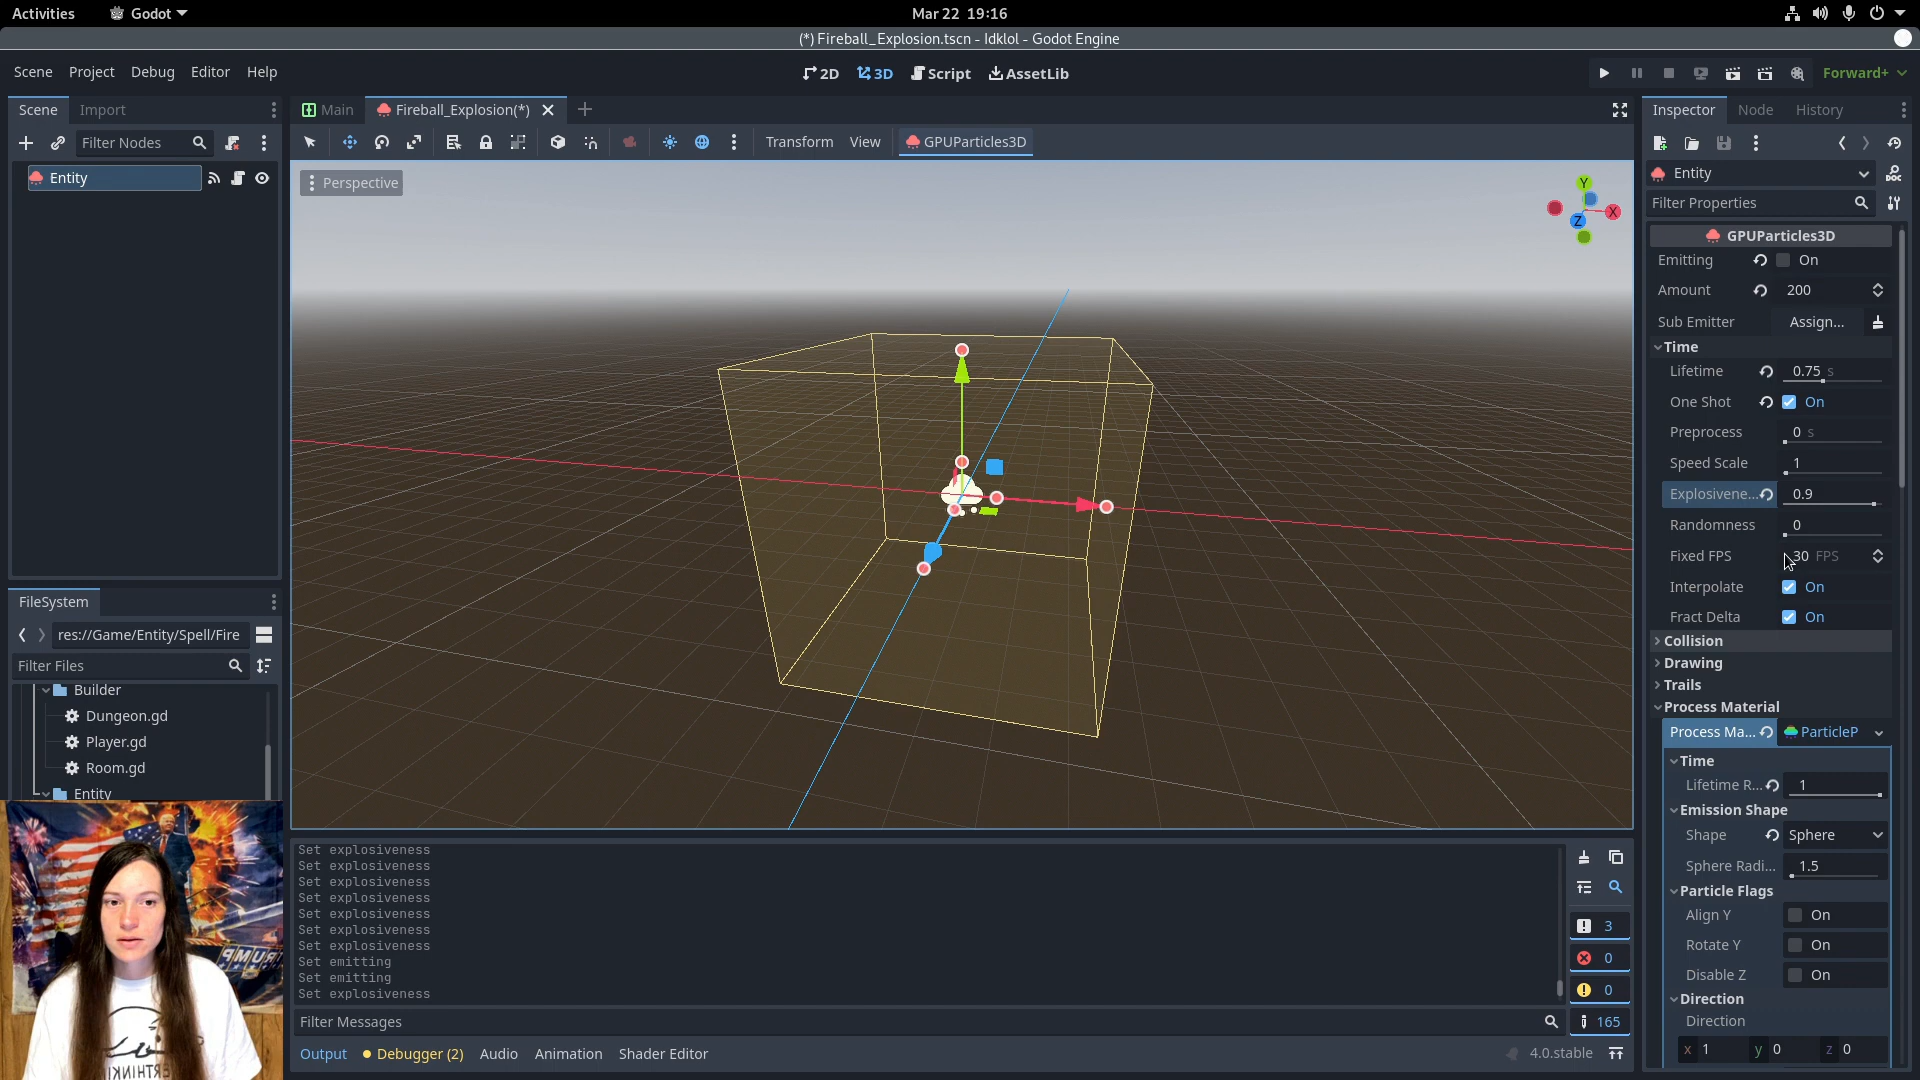 Activities
Godot
Mar 22 19:16
(*) Fireball_Explosion.tscn - Idklol - Godot Engine
Scene Project Debug Editor Help
2D 3D Script AssetLib
Forward+
Scene Import
Main Fireball_Explosion(*)
Inspector Node History
Filter Nodes
Transform View GPUParticles3D
Entity
Perspective
Y
X
Z
Entity
Filter Properties
GPUParticles3D
Emitting On
Amount 200
Sub Emitter Assign...
Time
Lifetime 0.75 s
One Shot On
Preprocess 0 s
Speed Scale 1
Explosivene... 0.9
Randomness 0
Fixed FPS 30 FPS
Interpolate On
Fract Delta On
Collision
Drawing
Trails
Process Material
Process Ma... ParticleP
Time
Lifetime R... 1
Emission Shape
Shape Sphere
Sphere Radi... 1.5
Particle Flags
Align Y On
Rotate Y On
Disable Z On
Direction
Direction
x 1 y 0 z 0
FileSystem
res://Game/Entity/Spell/Fire
Filter Files
Builder
Dungeon.gd
Player.gd
Room.gd
Entity
Set explosiveness
Set explosiveness
Set explosiveness
Set explosiveness
Set explosiveness
Set explosiveness
Set explosiveness
Set emitting
Set emitting
Set explosiveness
3
0
0
165
Filter Messages
Output Debugger (2) Audio Animation Shader Editor
4.0.stable